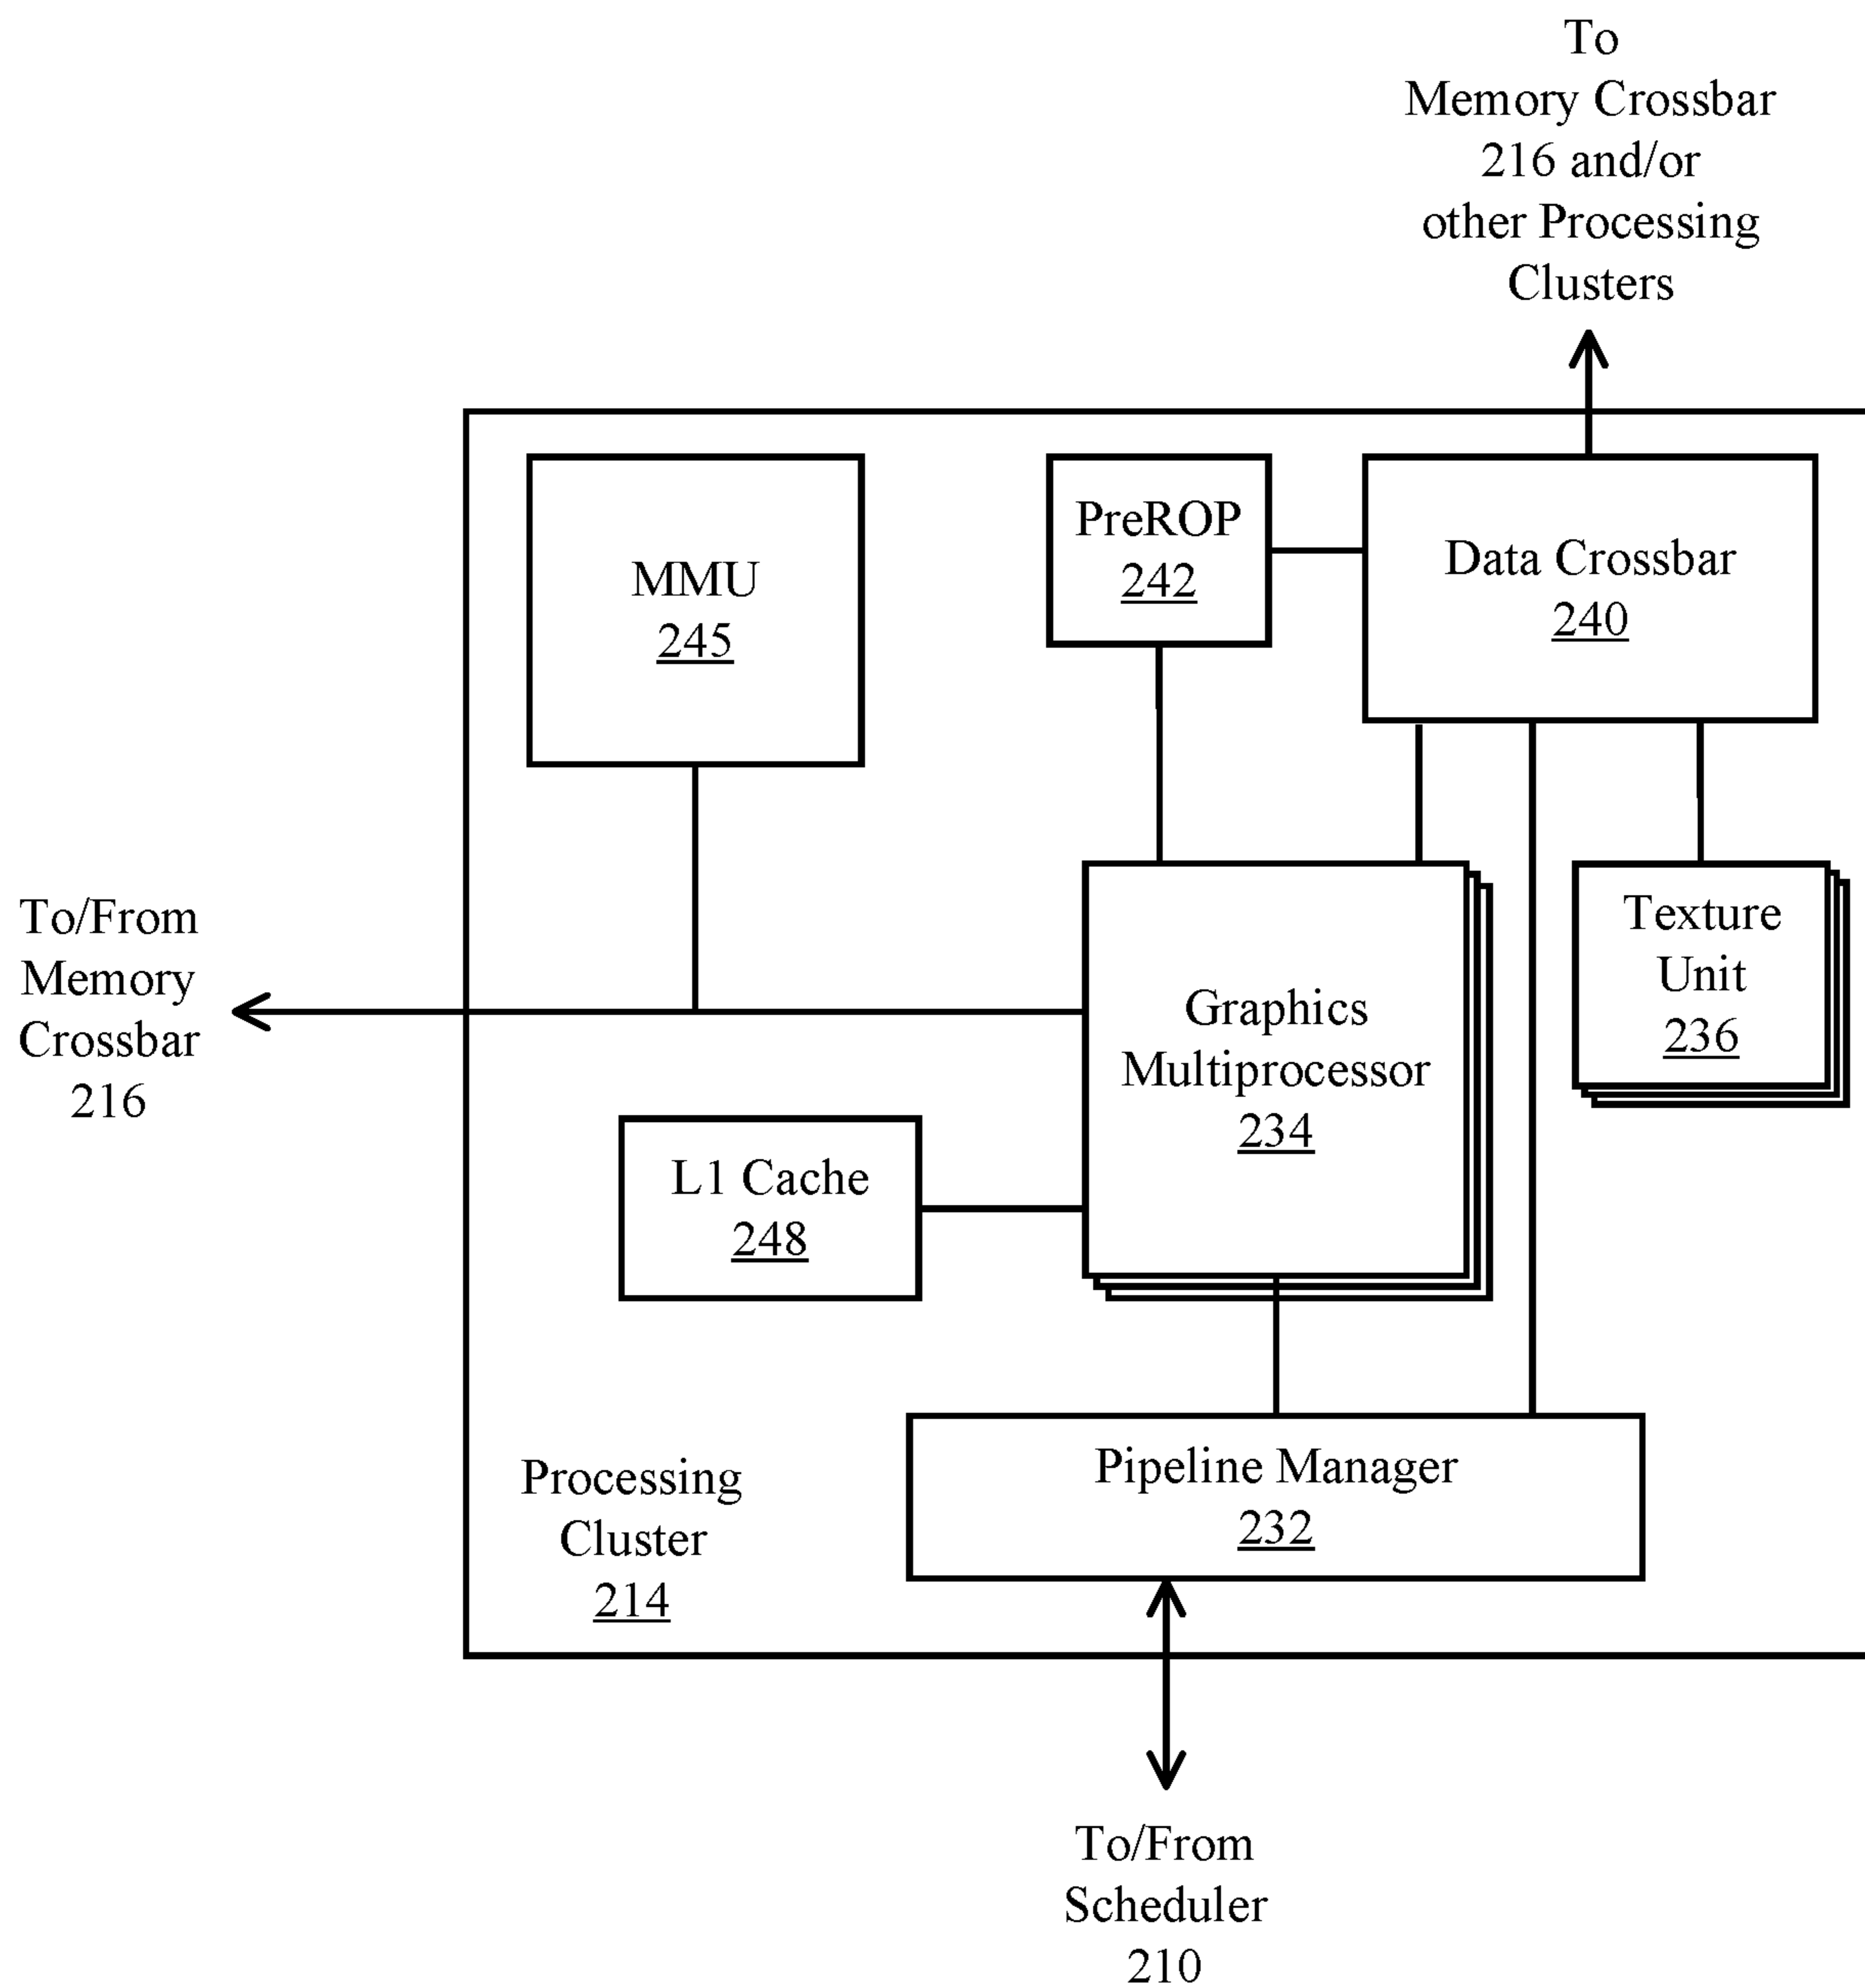 To
Memory Crossbar
216 and/or
other Processing
Clusters
MMU
245
PreROP
242
Data Crossbar
240
To/From
Memory
Crossbar
216
Graphics
Multiprocessor
234
Texture
Unit
236
L1 Cache
248
Pipeline Manager
232
Processing
Cluster
214
To/From
Scheduler
210